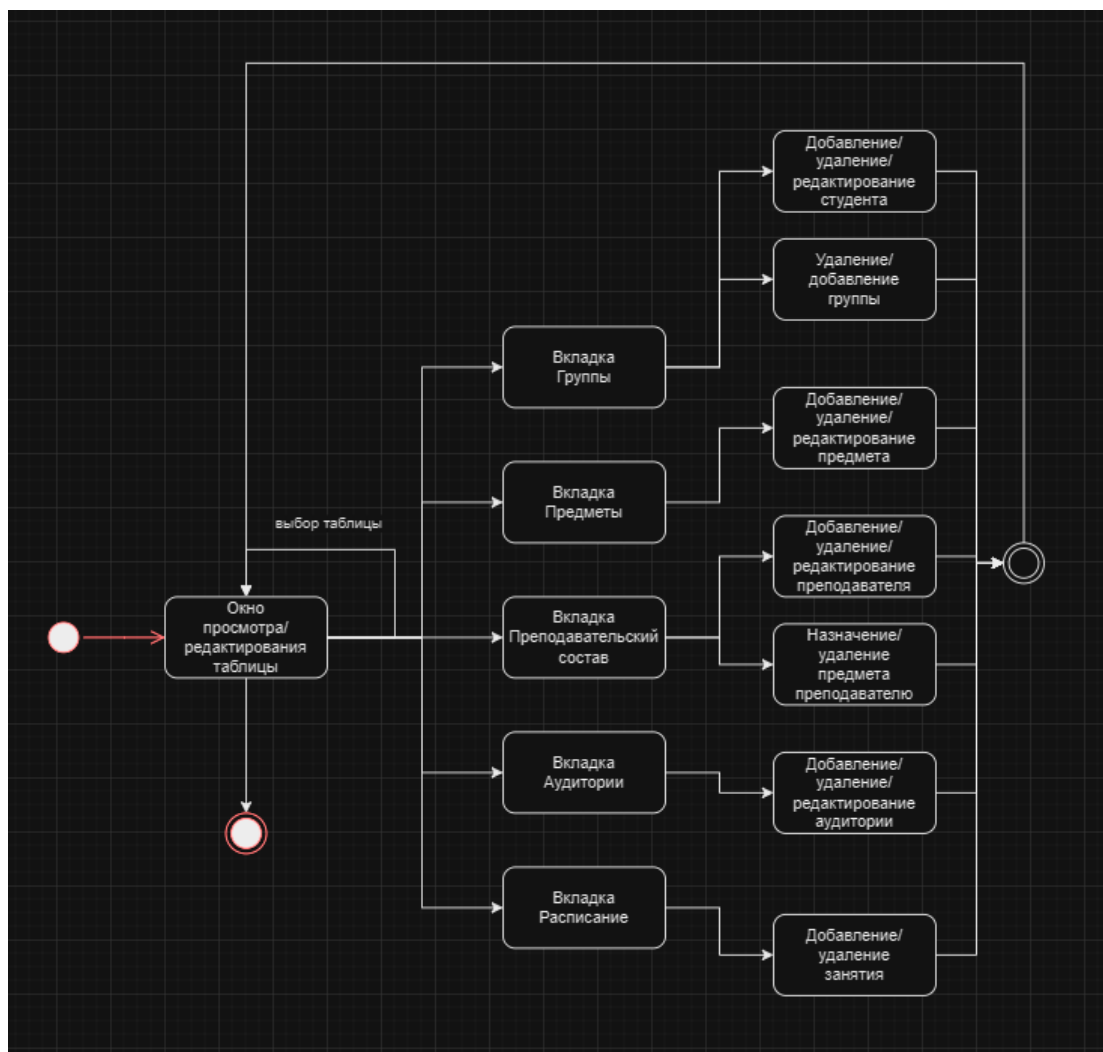 Добавление/
удаление/
редактирование
студента
Удаление/
добавление
группы
Вкладка
Группы
Добавление/
удаление/
редактирование
предмета
Вкладка
Предметы
выбор таблицы
Добавление/
удаление/
редактирование
преподавателя
Окно
просмотра/
редактирования
таблицы
Вкладка
Преподавательский
состав
Назначение/
удаление
предмета
преподавателю
Вкладка
Аудитории
Добавление/
удаление/
редактирование
аудитории
Вкладка
Расписание
Добавление/
удаление
занятия